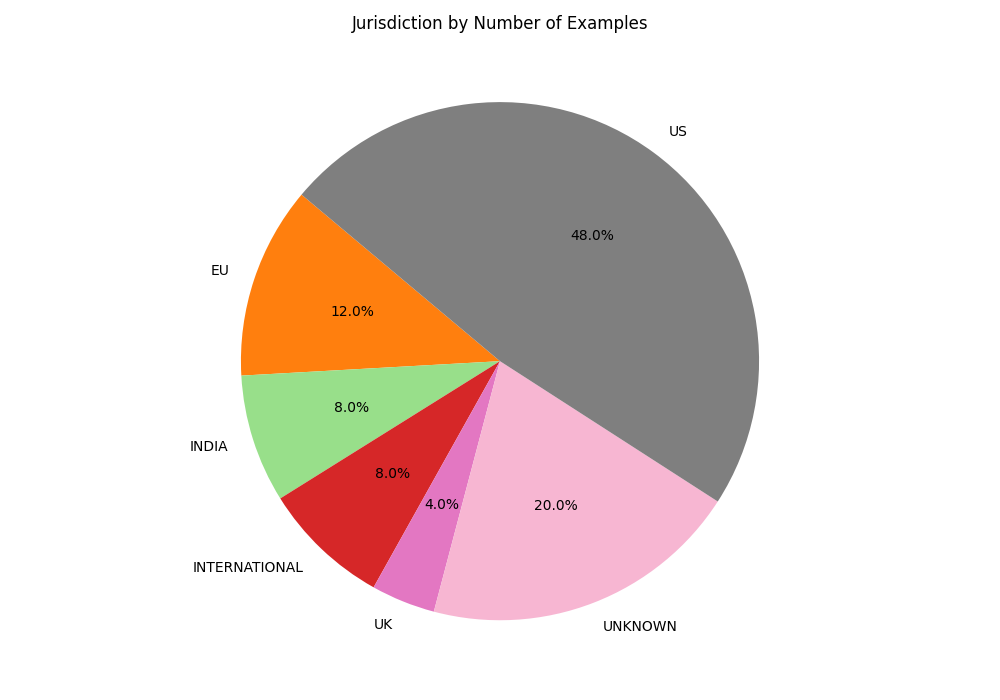 Jurisdiction by Number of Examples
US
48.0%
EU
12.0%
INDIA
8.0%
INTERNATIONAL
8.0%
UK
4.0%
UNKNOWN
20.0%